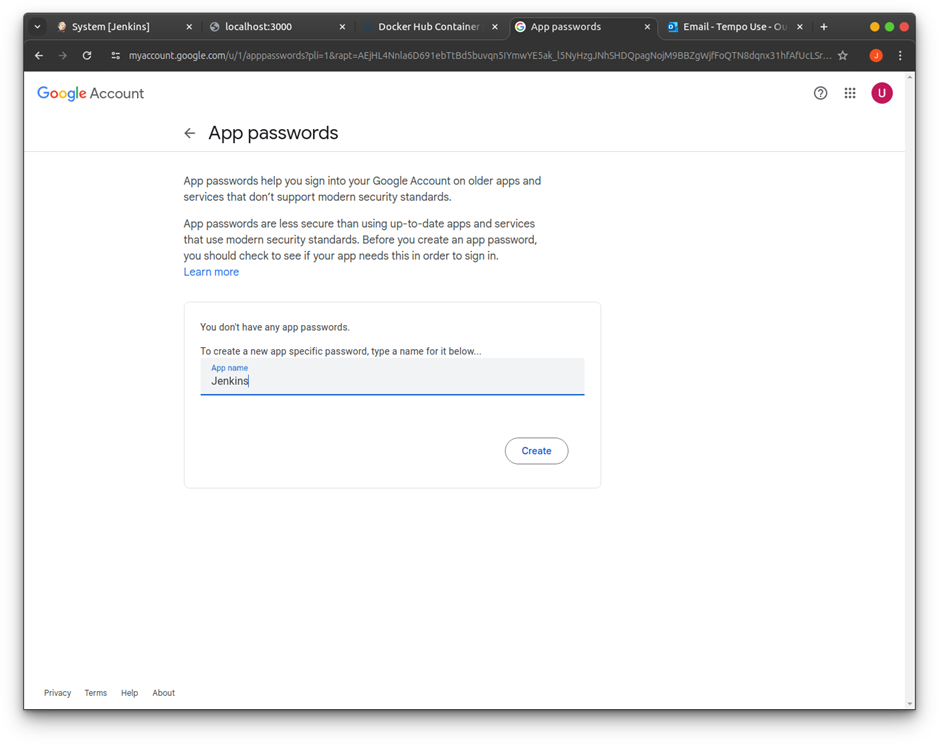 System [Jenkins]
localhost:3000
Docker Hub Container
App passwords
Email - Tempo Use - Ou
myaccount.google.com/u/1/apppasswords?pli=1&rapt=AEjHL4Nnla6D691ebTtBd5buvqn5IYmwYE5ak_l5NyHzgJNhSHDQpagNojM9BBZgWjfFoQTN8dqnx31hfAfUcLSr...
J
Google Account
U
App passwords
App passwords help you sign into your Google Account on older apps and
services that don’t support modern security standards.
App passwords are less secure than using up-to-date apps and services
that use modern security standards. Before you create an app password,
you should check to see if your app needs this in order to sign in.
Learn more
You don't have any app passwords.
To create a new app specific password, type a name for it below...
App name
Jenkins
Create
Privacy Terms Help About